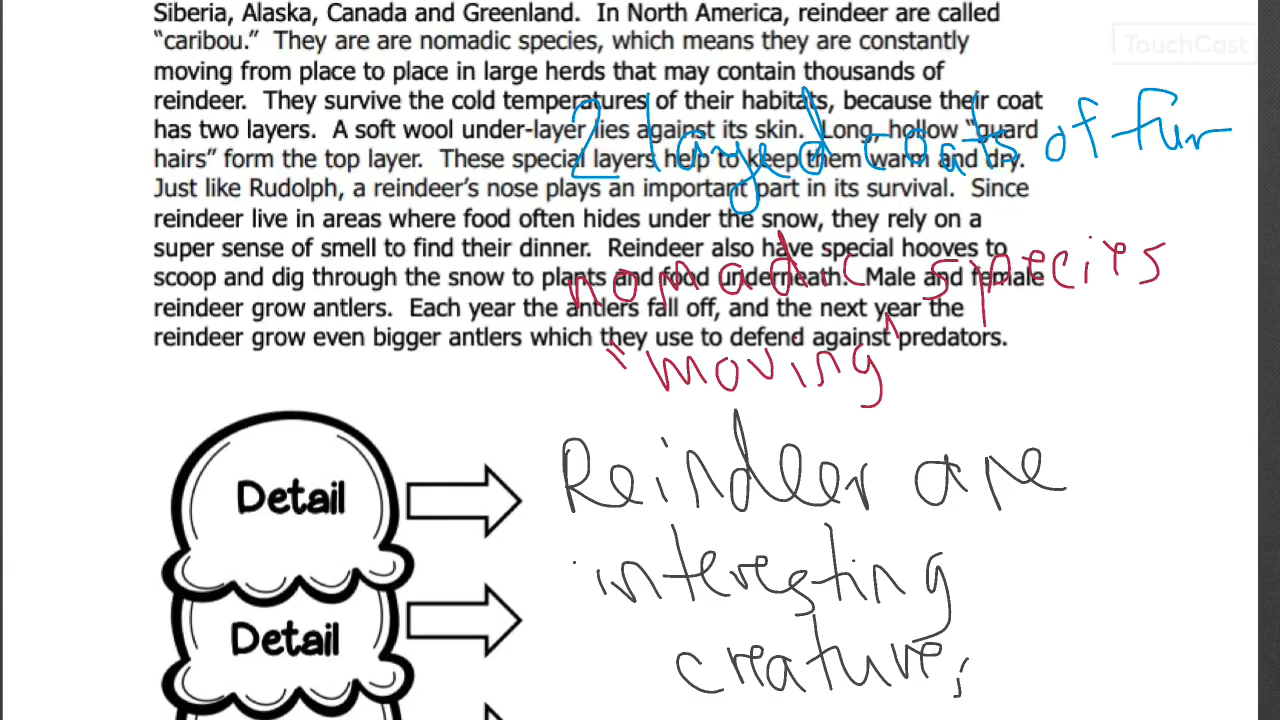 Siberia, Alaska, Canada and Greenland. In North America, reindeer are called
"caribou." They are are nomadic species, which means they are constantly
moving from place to place in large herds that may contain thousands of
reindeer. They survive the cold temperatures of their habitats, because their coat
has two layers. A soft wool under-layer lies against its skin. Long, hollow "guard
hairs" form the top layer. These special layers help to keep them warm and dry.
Just like Rudolph, a reindeer's nose plays an important part in its survival. Since
reindeer live in areas where food often hides under the snow, they rely on a
super sense of smell to find their dinner. Reindeer also have special hooves to
scoop and dig through the snow to plants and food underneath. Male and female
reindeer grow antlers. Each year the antlers fall off, and the next year the
reindeer grow even bigger antlers which they use to defend against predators.
TouchCast
2 layed coats of fur
nomadic species
"moving"
Detail
Reindeer are
interesting
Detail
creature,